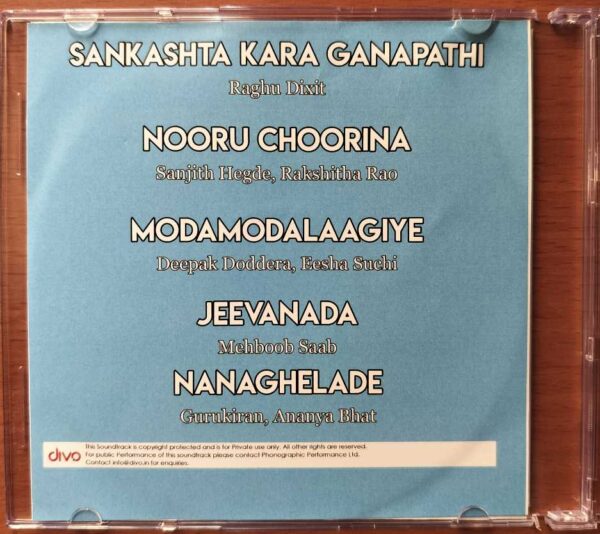 SANKASHTA KARA GANAPATHI
Raghu Dixit
NOORU CHOORINA
Sanjith Hegde, Rakshitha Rao
MODAMODALAAGIYE
Deepak Doddera, Eesha Suchi
JEEVANADA
Mehboob Saab
NANAGHELADE
Gurukiran, Ananya Bhat
divo
This Soundtrack is copyright protected and is for Private use only. All other rights are reserved.
For public Performance of this soundtrack please contact Phonographic Performance Ltd.
Contact info@divo.in for enquiries.